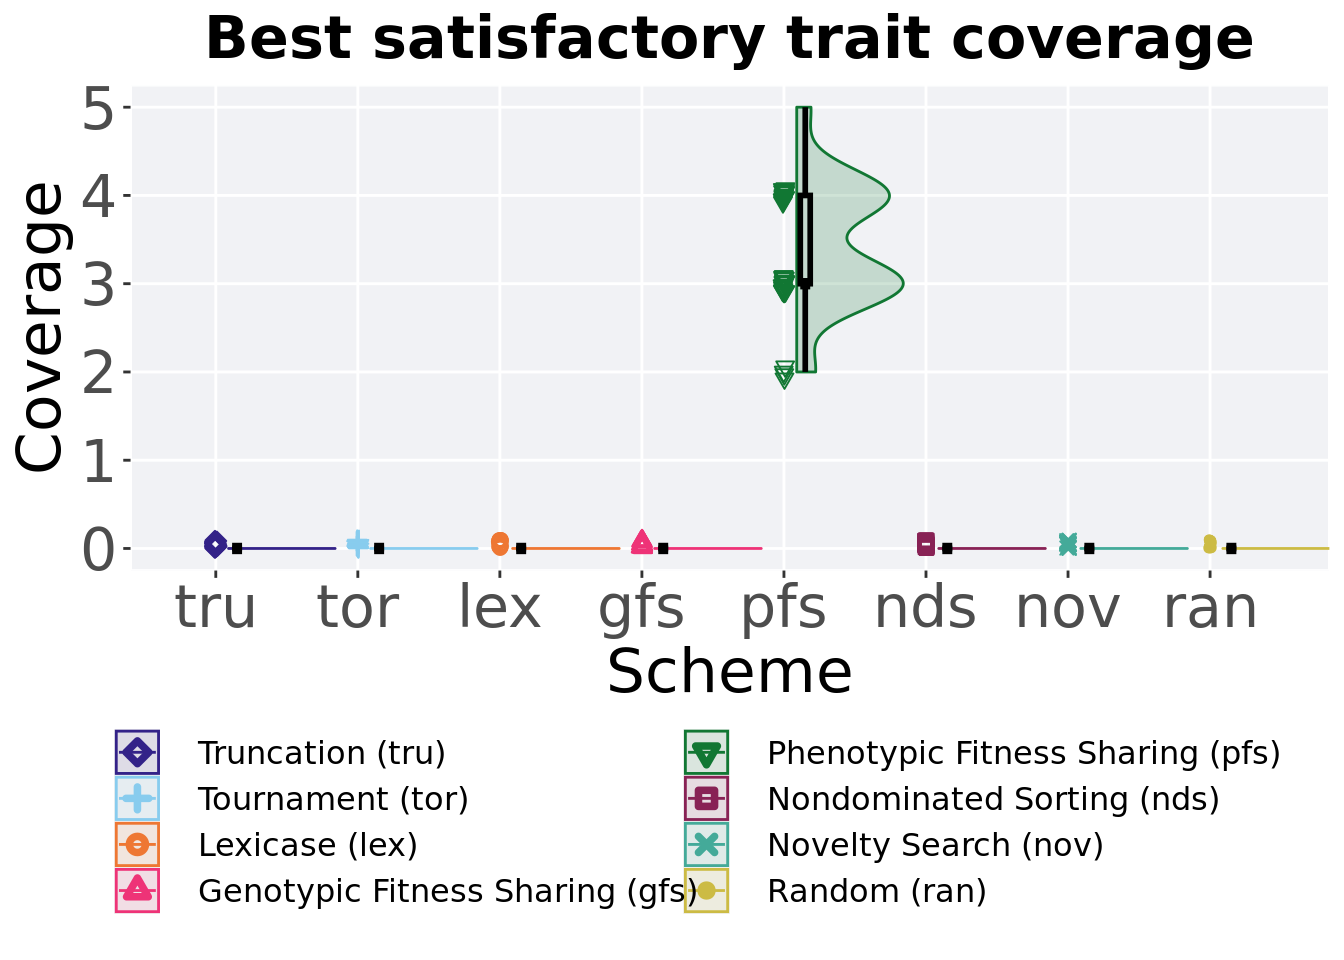 Best satisfactory trait coverage
Coverage
5
4
3
2
1
0
tru tor lex gfs pfs nds nov ran
Scheme
Truncation (tru)
Tournament (tor)
Lexicase (lex)
Genotypic Fitness Sharing (gfs)
Phenotypic Fitness Sharing (pfs)
Nondominated Sorting (nds)
Novelty Search (nov)
Random (ran)